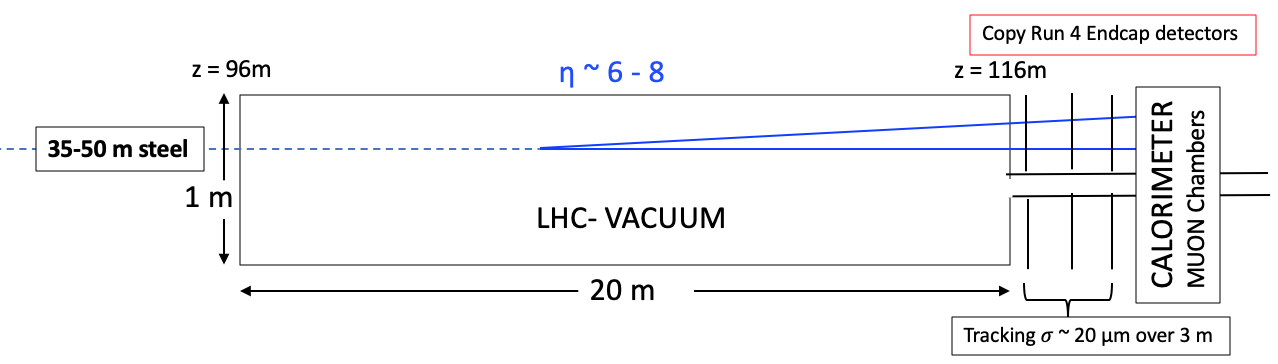 Copy Run 4 Endcap detectors
z = 96m
η ~ 6 - 8
z = 116m
35-50 m steel
1 m
LHC- VACUUM
CALORIMETER
MUON Chambers
20 m
Tracking σ ~ 20 μm over 3 m